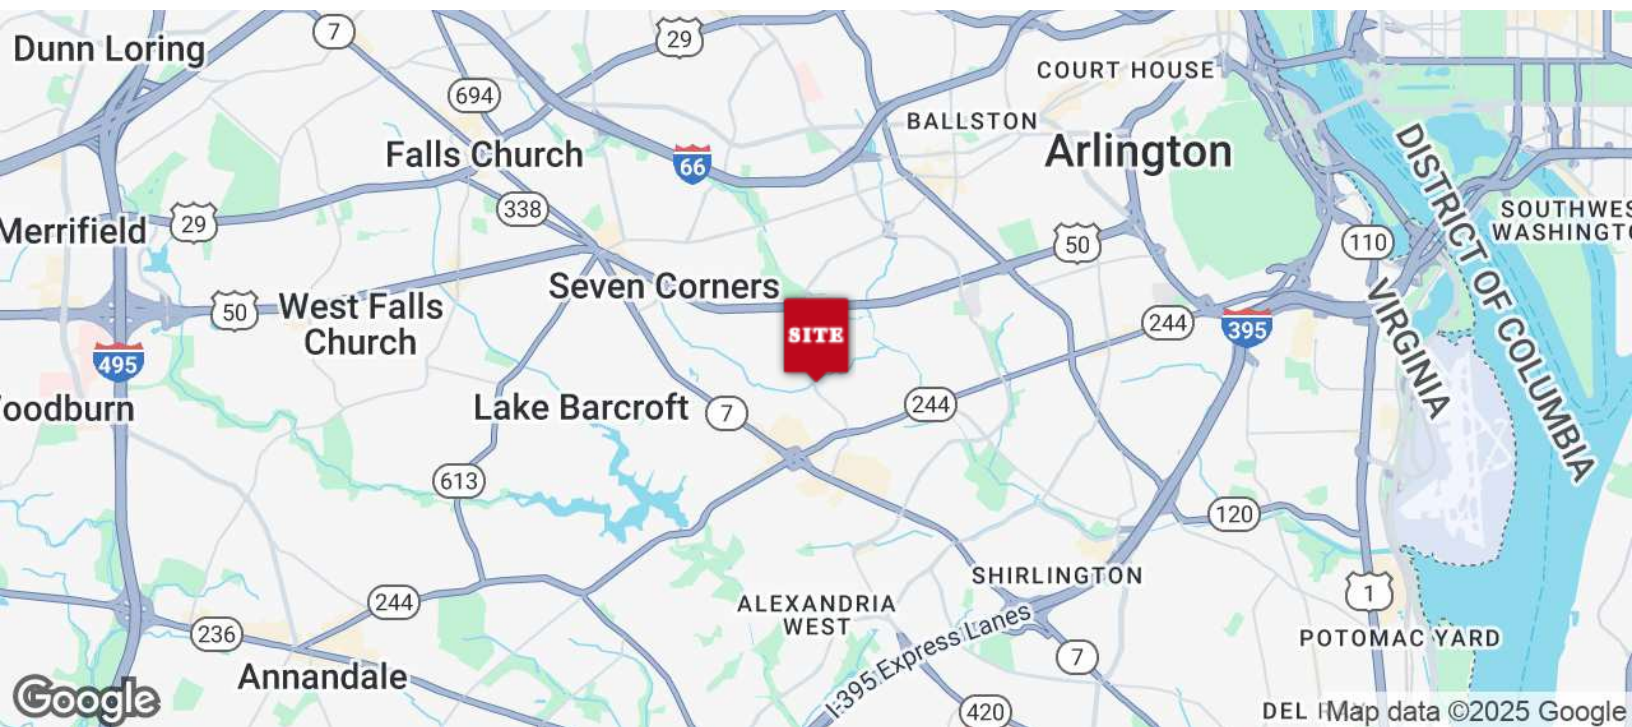 Dunn Loring
7
29
COURT HOUSE
694
BALLSTON
Falls Church
66
Arlington
DISTRICT OF COLUMBIA
29
338
Merrifield
50
110
SOUTHWES
WASHINGT
Seven Corners
50
West Falls
Church
VIRGINIA
244
395
SITE
495
oodburn
Lake Barcroft
7
244
613
120
SHIRLINGTON
244
ALEXANDRIA
WEST
1
236
I-395 Express Lanes
POTOMAC YARD
7
Annandale
Google
420
DEL
Map data ©2025 Google